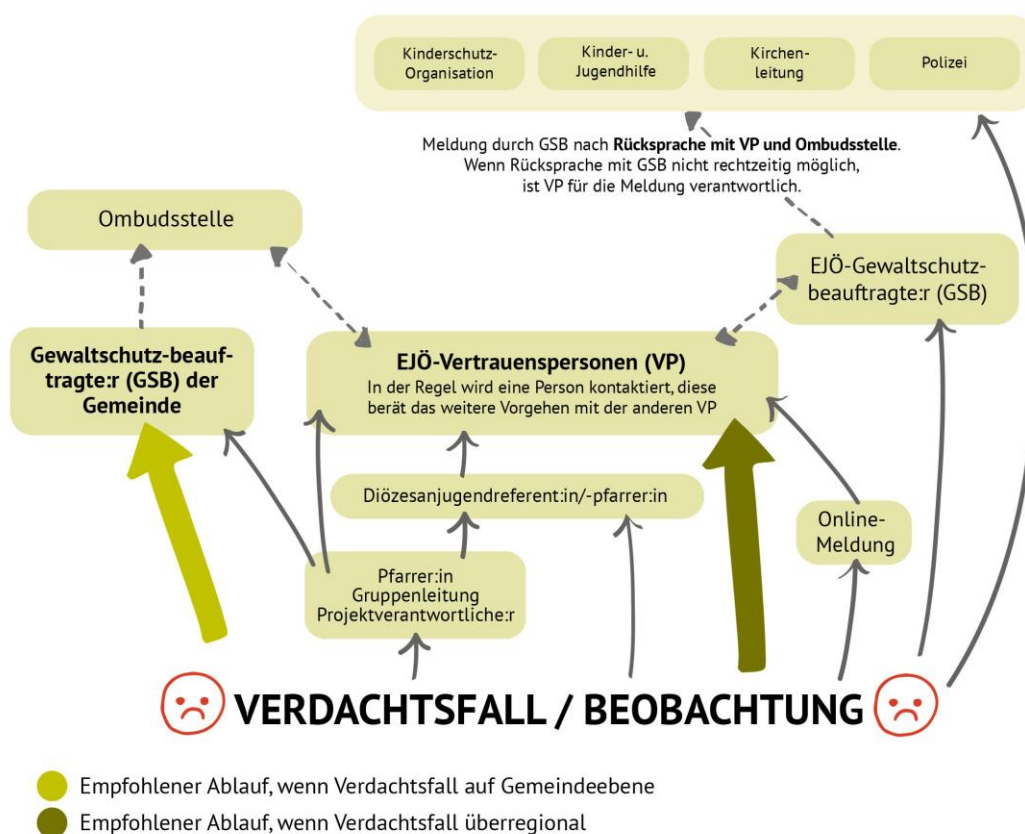 Kinderschutz-
Organisation
Kinder- u.
Jugendhilfe
Kirchen-
leitung
Polizei
Meldung durch GSB nach Rücksprache mit VP und Ombudsstelle.
Wenn Rücksprache mit GSB nicht rechtzeitig möglich,
ist VP für die Meldung verantwortlich.
Ombudsstelle
EJÖ-Gewaltschutz-
beauftragte:r (GSB)
Gewaltschutz-beauf-
tragte:r (GSB) der
Gemeinde
EJÖ-Vertrauenspersonen (VP)
In der Regel wird eine Person kontaktiert, diese
berät das weitere Vorgehen mit der anderen VP
Diözesanjugendreferent:in/-pfarrer:in
Online-
Meldung
Pfarrer:in
Gruppenleitung
Projektverantwortliche:r
VERDACHTSFALL / BEOBACHTUNG
Empfohlener Ablauf, wenn Verdachtsfall auf Gemeindeebene
Empfohlener Ablauf, wenn Verdachtsfall überregional